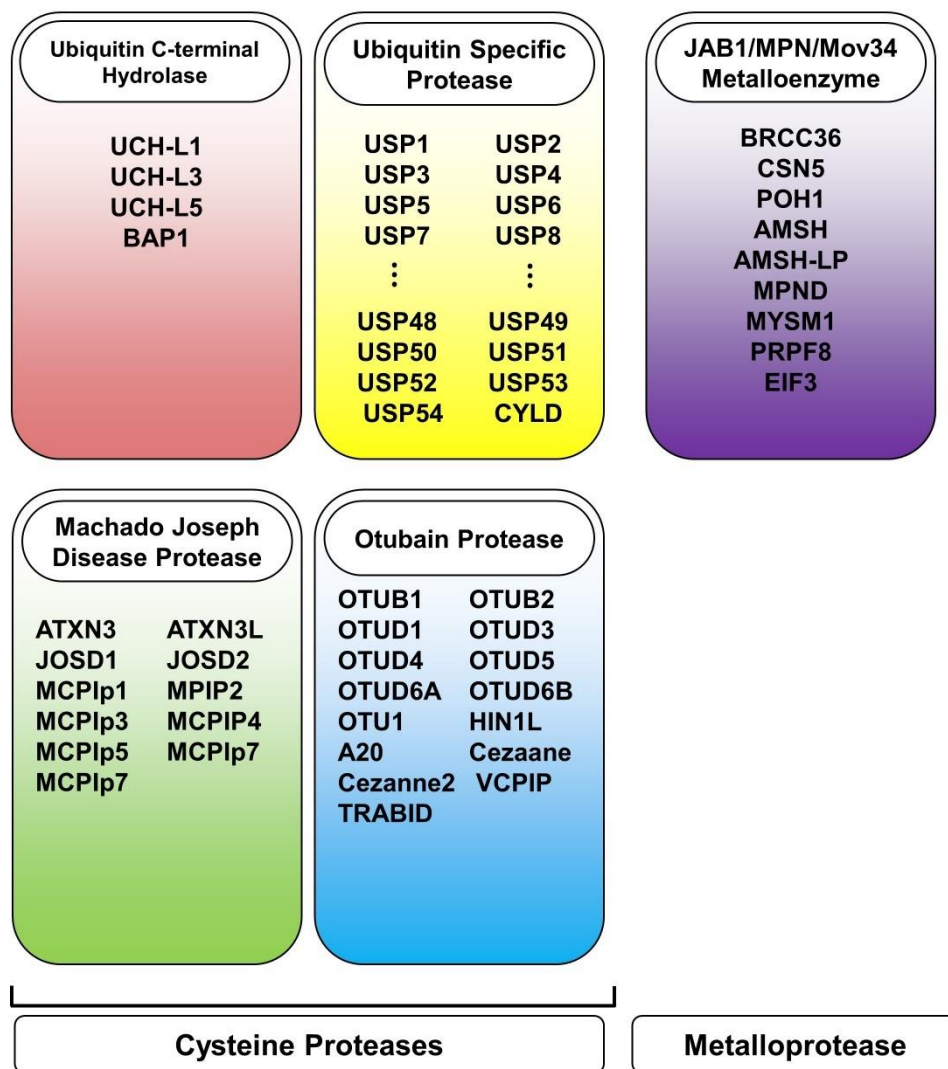 Ubiquitin C-terminal
Hydrolase
UCH-L1
UCH-L3
UCH-L5
BAP1
Ubiquitin Specific
Protease
USP1 USP2
USP3 USP4
USP5 USP6
USP7 USP8
⋮ ⋮
USP48 USP49
USP50 USP51
USP52 USP53
USP54 CYLD
JAB1/MPN/Mov34
Metalloenzyme
BRCC36
CSN5
POH1
AMSH
AMSH-LP
MPND
MYSM1
PRPF8
EIF3
Machado Joseph
Disease Protease
ATXN3 ATXN3L
JOSD1 JOSD2
MCPIp1 MPIP2
MCPIp3 MCPIP4
MCPIp5 MCPIp7
MCPIp7
Otubain Protease
OTUB1 OTUB2
OTUD1 OTUD3
OTUD4 OTUD5
OTUD6A OTUD6B
OTU1 HIN1L
A20 Cezaane
Cezanne2 VCPIP
TRABID
Cysteine Proteases
Metalloprotease